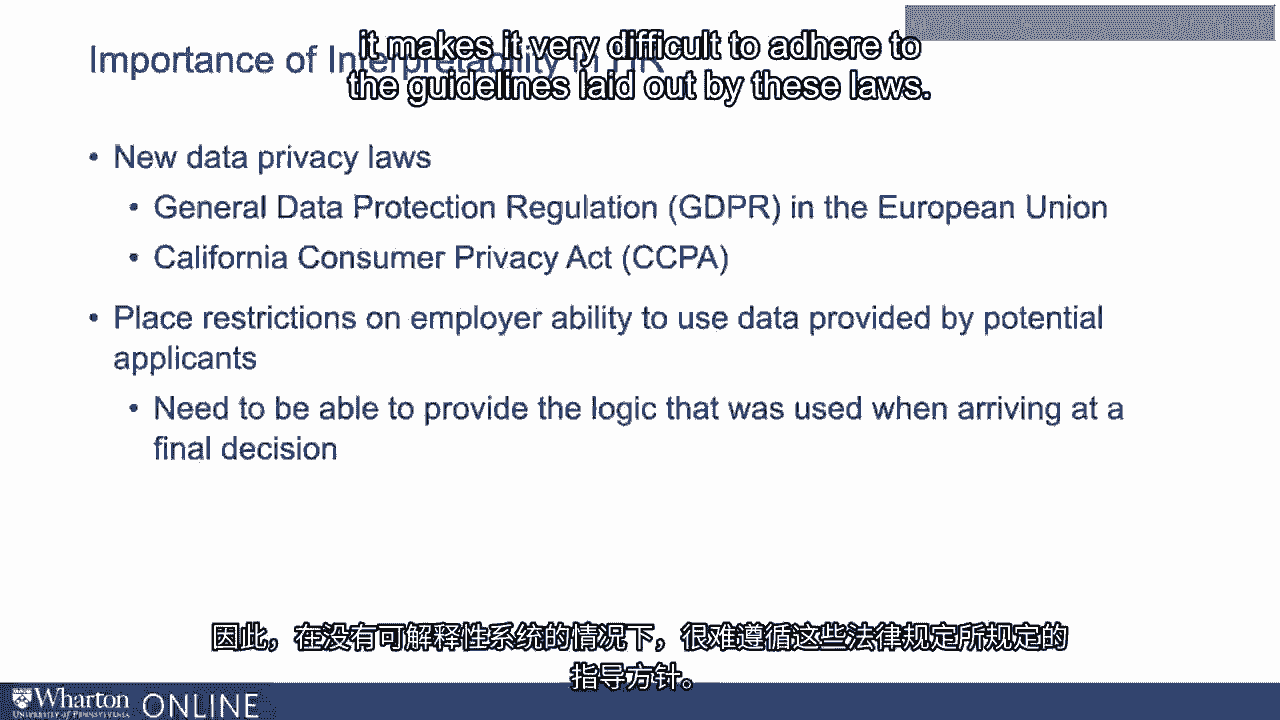 it makes it very difficult to adhere to
the guidelines laid out by these laws.
Importance of Interpretability in HR
• New data privacy laws
• General Data Protection Regulation (GDPR) in the European Union
• California Consumer Privacy Act (CCPA)
• Place restrictions on employer ability to use data provided by potential
applicants
• Need to be able to provide the logic that was used when arriving at a
final decision
因此，在没有可解释性系统的情况下，很难遵循这些法律规定所规定的
指导方针。
Wharton ONLINE
UNIVERSITY of PENNSYLVANIA